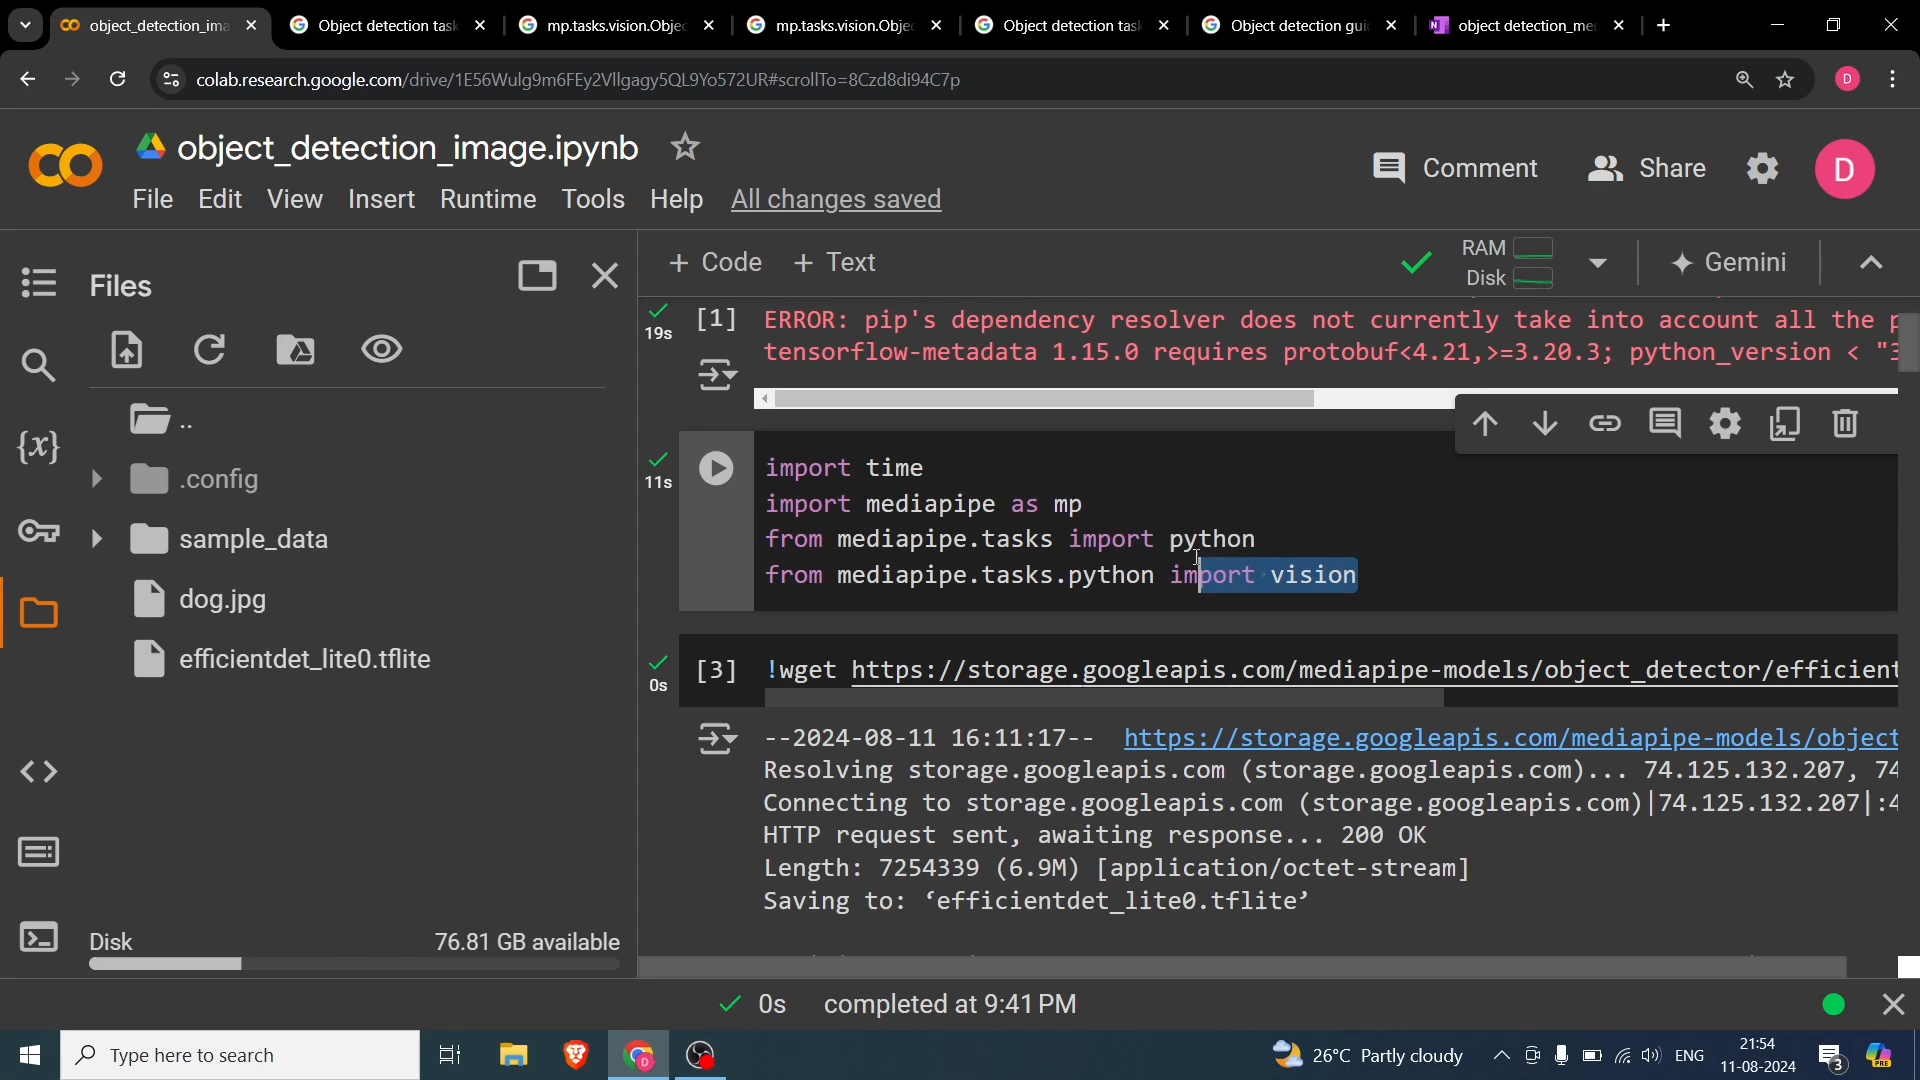 object_detection_ima
Object detection task
mp.tasks.vision.Objec
mp.tasks.vision.Objec
Object detection task
Object detection gui
object detection_me
colab.research.google.com/drive/1E56Wulg9m6FEy2Vllgagy5QL9Yo572UR#scrollTo=8Czd8di94C7p
D
object_detection_image.ipynb
Comment
Share
D
File Edit View Insert Runtime Tools Help All changes saved
Files
+ Code + Text
RAM
Disk
Gemini
19s
[1]
ERROR: pip's dependency resolver does not currently take into account all the p
tensorflow-metadata 1.15.0 requires protobuf<4.21,>=3.20.3; python_version < "3
..
.config
sample_data
dog.jpg
efficientdet_lite0.tflite
11s
import time
import mediapipe as mp
from mediapipe.tasks import python
from mediapipe.tasks.python import vision
0s
[3]
!wget https://storage.googleapis.com/mediapipe-models/object_detector/efficient
--2024-08-11 16:11:17-- https://storage.googleapis.com/mediapipe-models/object
Resolving storage.googleapis.com (storage.googleapis.com)... 74.125.132.207, 74
Connecting to storage.googleapis.com (storage.googleapis.com)|74.125.132.207|:4
HTTP request sent, awaiting response... 200 OK
Length: 7254339 (6.9M) [application/octet-stream]
Saving to: ‘efficientdet_lite0.tflite’
Disk 76.81 GB available
0s completed at 9:41 PM
Type here to search
D
26°C Partly cloudy
ENG
21:54
11-08-2024
3
PRE